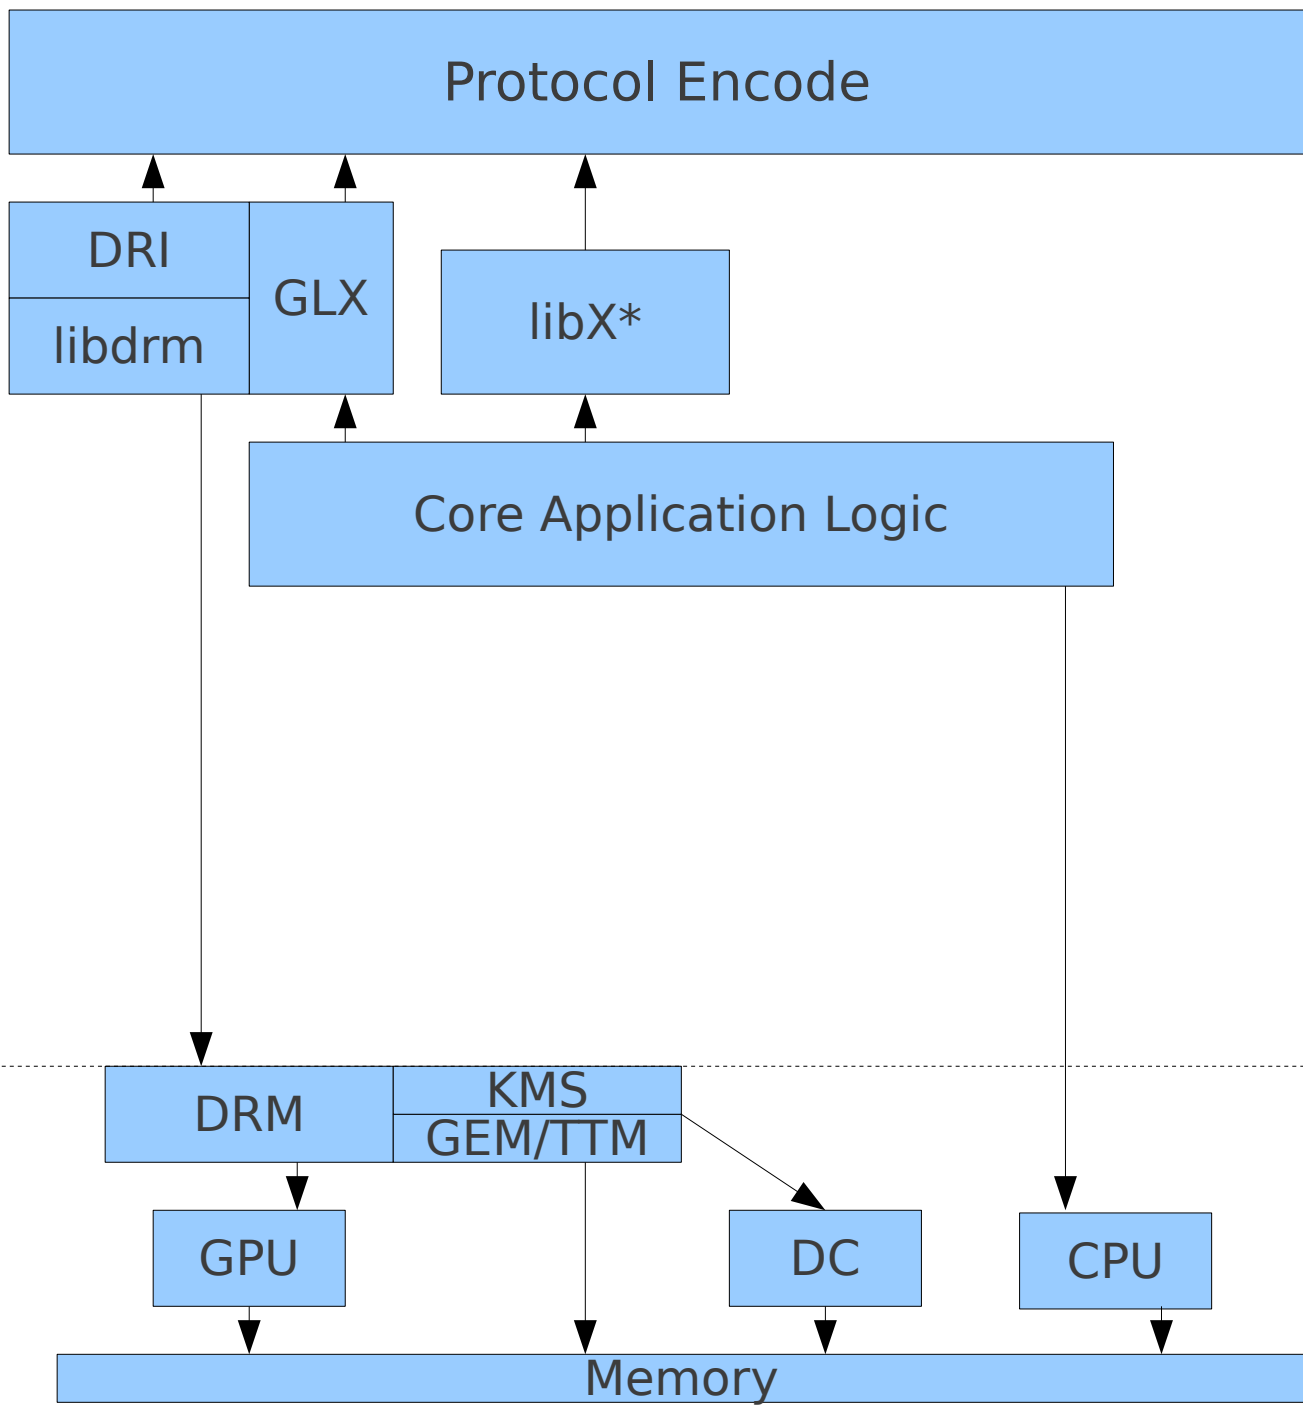 Protocol Encode
DRI
GLX
libX*
libdrm
Core Application Logic
KMS
DRM
GEM/TTM
GPU
DC
CPU
Memory